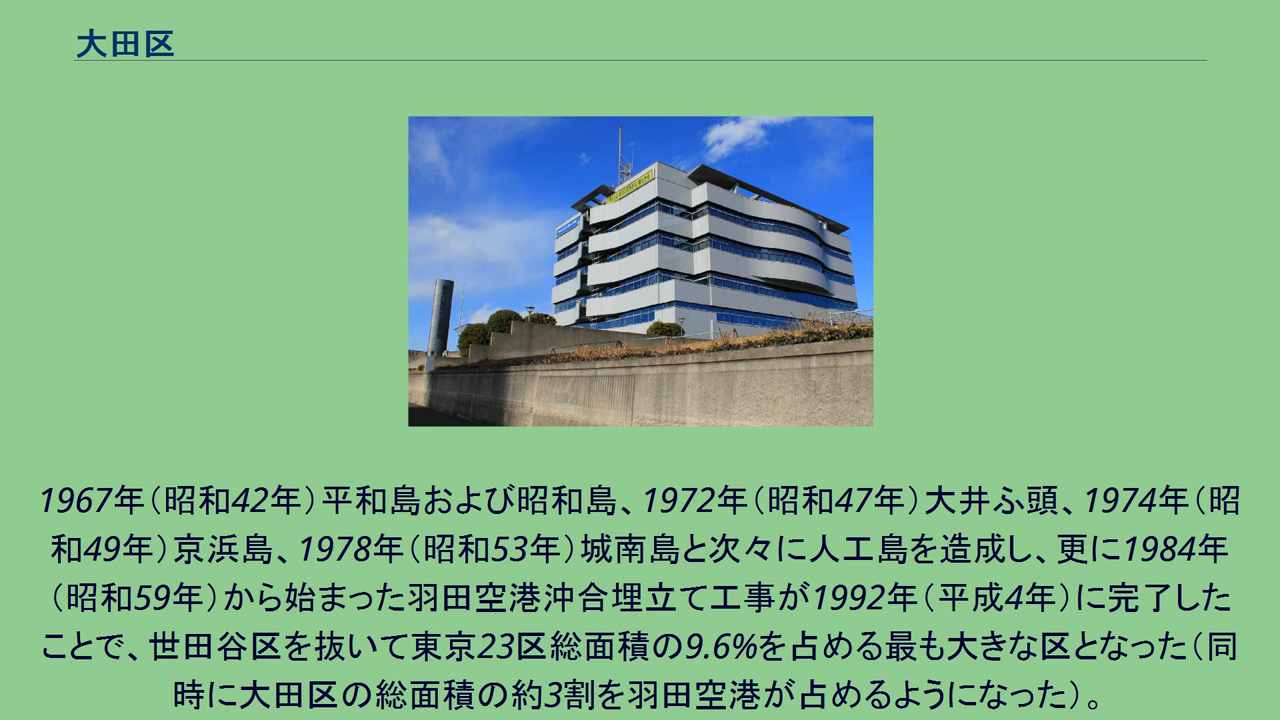 大田区
1967年（昭和42年）平和島および昭和島、1972年（昭和47年）大井ふ頭、1974年（昭
和49年）京浜島、1978年（昭和53年）城南島と次々に人工島を造成し、更に1984年
（昭和59年）から始まった羽田空港沖合埋立て工事が1992年（平成4年）に完了した
ことで、世田谷区を抜いて東京23区総面積の9.6%を占める最も大きな区となった（同
時に大田区の総面積の約3割を羽田空港が占めるようになった）。